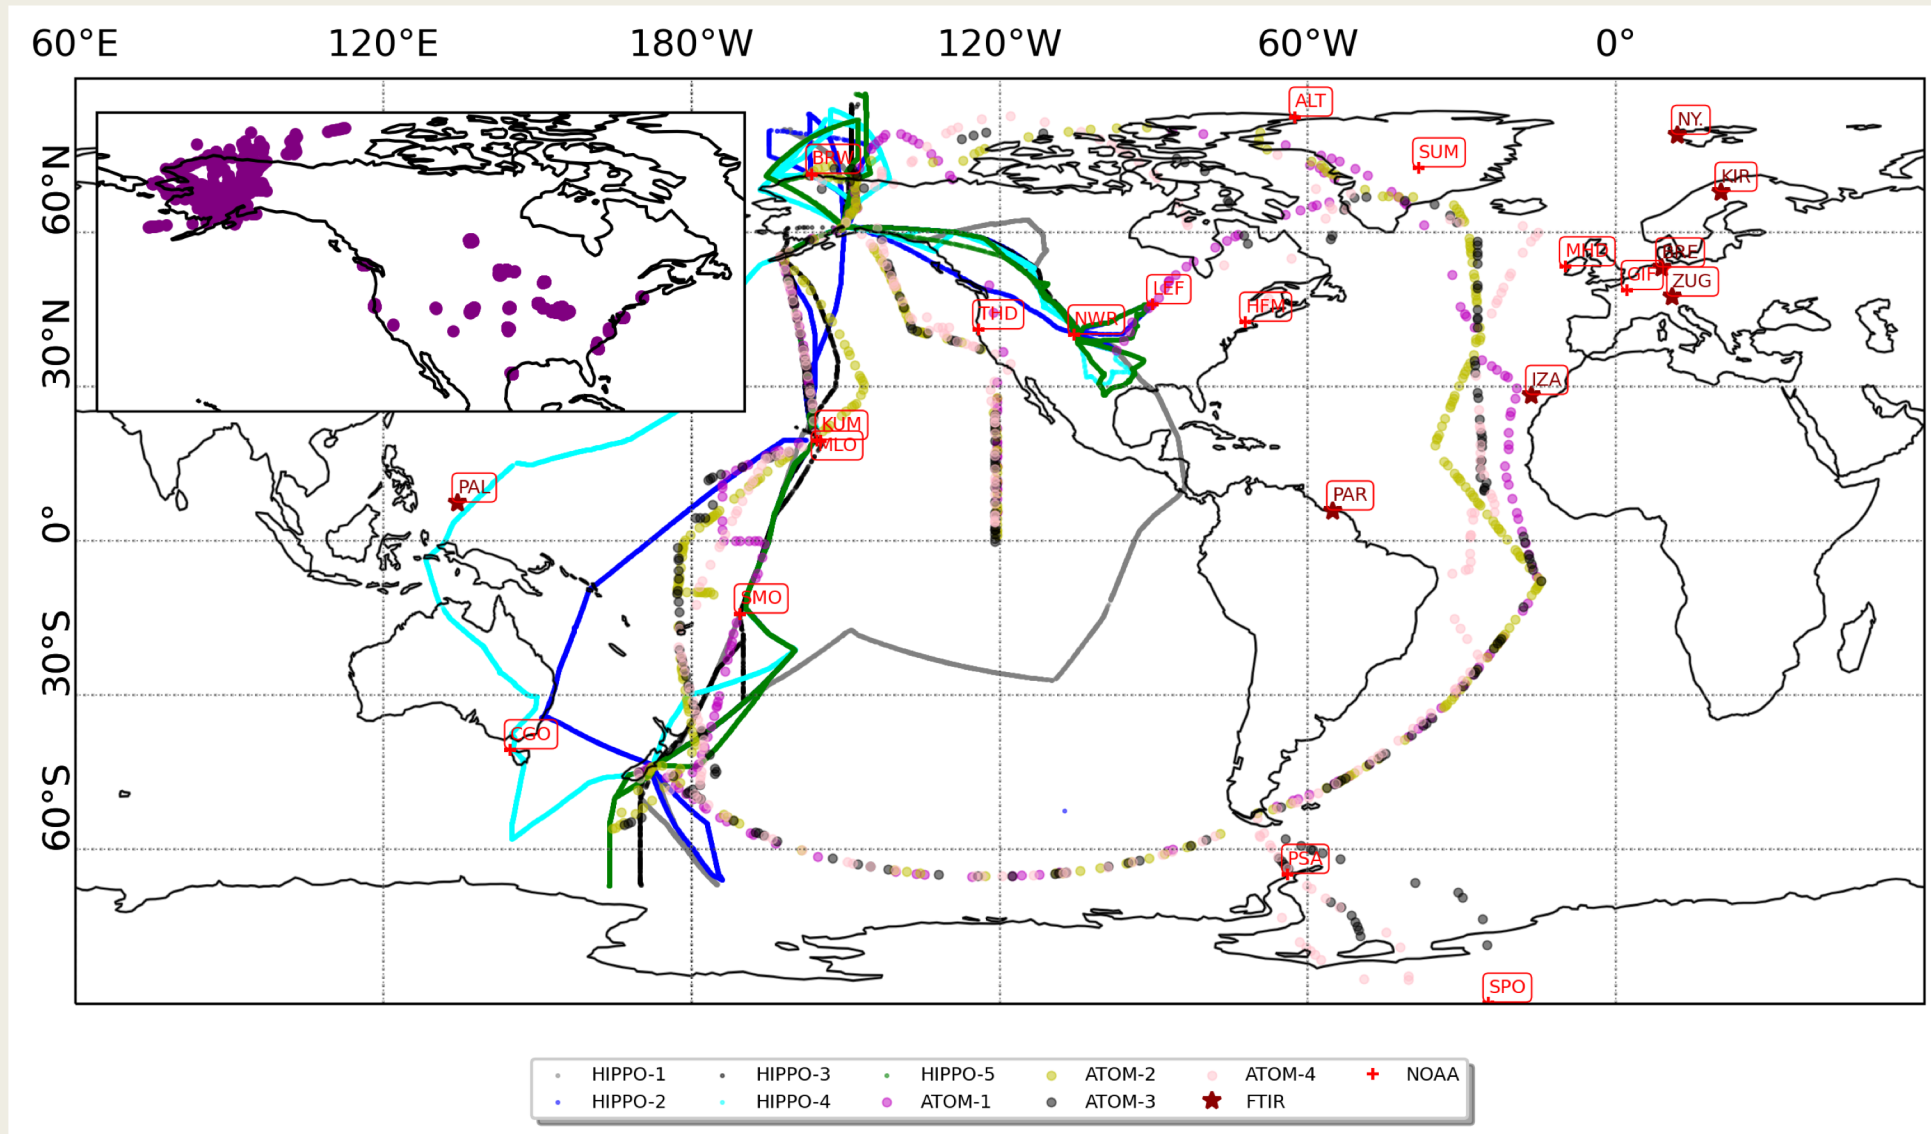 60°E 120°E 180°W 120°W 60°W 0°
60°N
30°N
0°
30°S
60°S
ALT
NY.
BRW
SUM
KIR
MHD
BRE
GIF
ZUG
LEF
THD
NWR
HFM
IZA
KUM
MLO
PAL
PAR
SMO
CGO
PSA
SPO
HIPPO-1 HIPPO-3 HIPPO-5 ATOM-2 ATOM-4 NOAA
HIPPO-2 HIPPO-4 ATOM-1 ATOM-3 FTIR